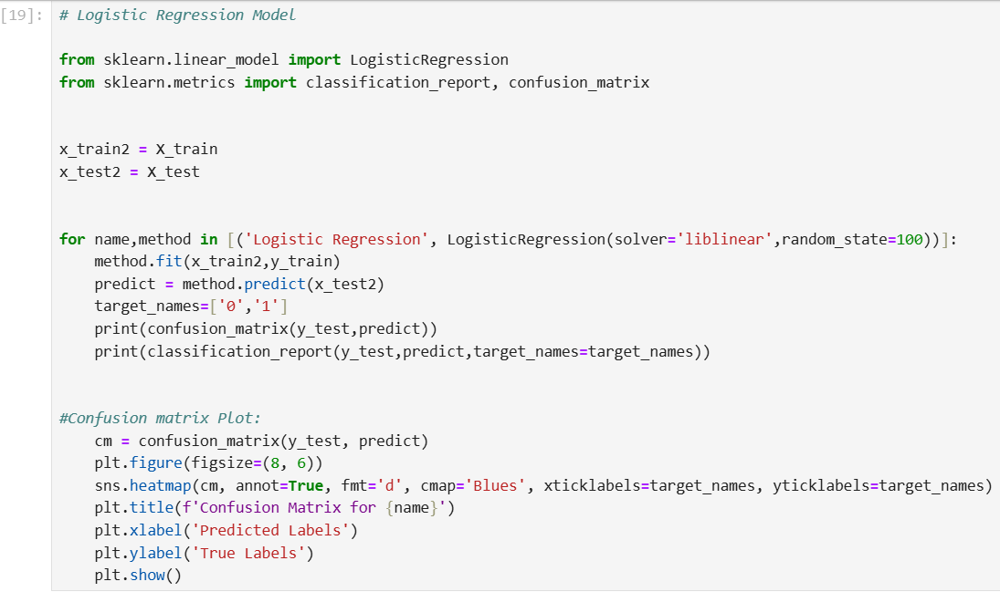 [19]: # Logistic Regression Model
from sklearn.linear_model import LogisticRegression
from sklearn.metrics import classification_report, confusion_matrix
x_train2 = X_train
x_test2 = X_test
for name,method in [('Logistic Regression', LogisticRegression(solver='liblinear',random_state=100))]:
    method.fit(x_train2,y_train)
    predict = method.predict(x_test2)
    target_names=['0','1']
    print(confusion_matrix(y_test,predict))
    print(classification_report(y_test,predict,target_names=target_names))
#Confusion matrix Plot:
    cm = confusion_matrix(y_test, predict)
    plt.figure(figsize=(8, 6))
    sns.heatmap(cm, annot=True, fmt='d', cmap='Blues', xticklabels=target_names, yticklabels=target_names)
    plt.title(f'Confusion Matrix for {name}')
    plt.xlabel('Predicted Labels')
    plt.ylabel('True Labels')
    plt.show()